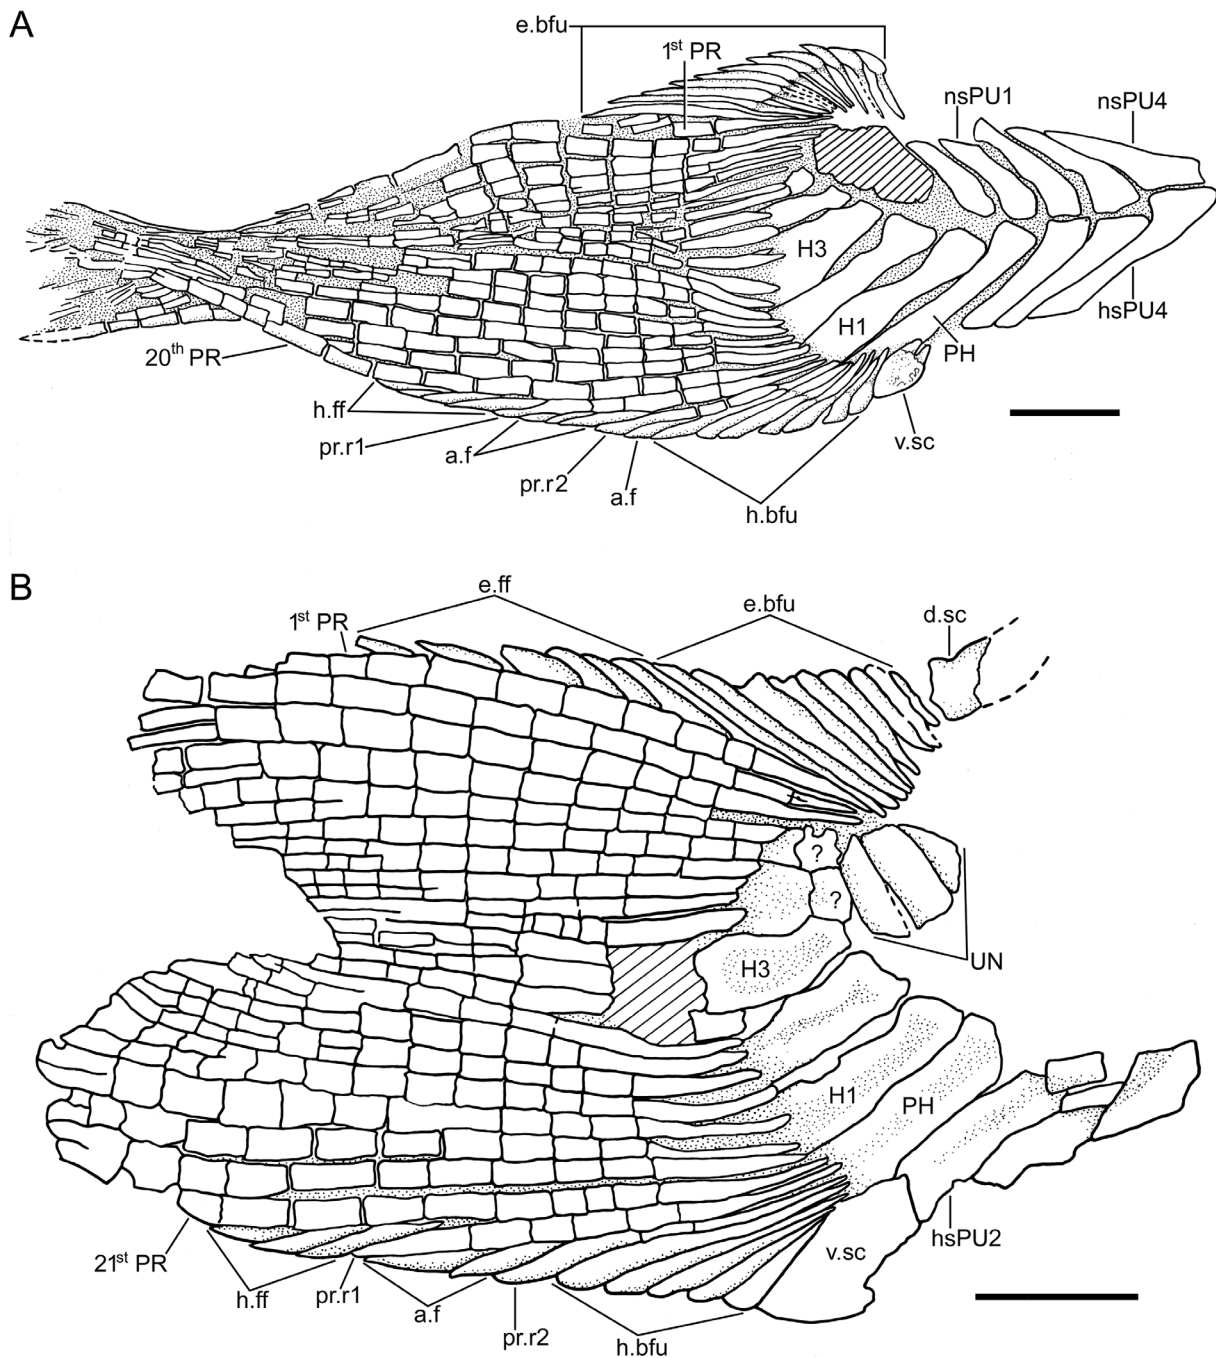 A
e.bfu
1st PR
nsPU1
nsPU4
H3
H1
PH
hsPU4
20th PR
h.ff
pr.r1
a.f
pr.r2
a.f
v.sc
h.bfu
B
e.ff
1st PR
e.bfu
d.sc
?
?
UN
H3
H1
PH
v.sc
hsPU2
21st PR
h.ff
pr.r1
a.f
pr.r2
h.bfu